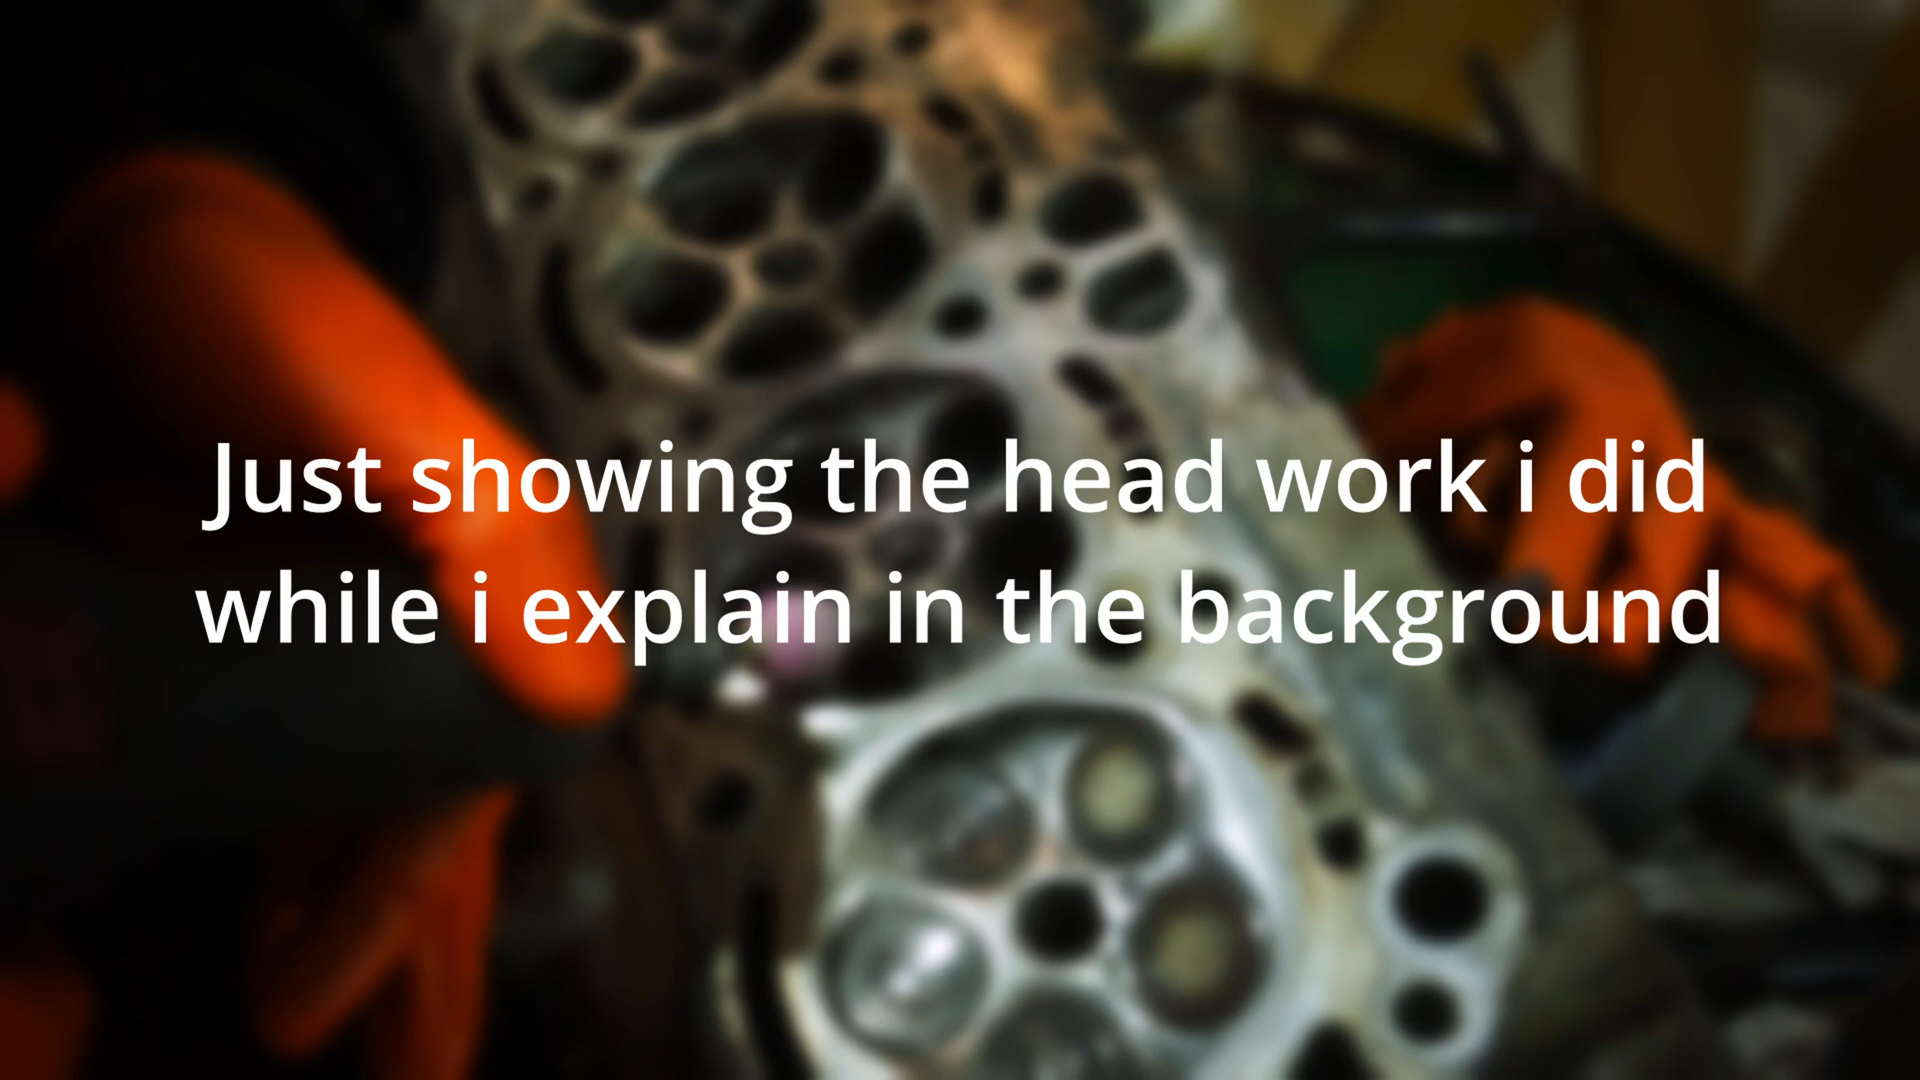 Just showing the head work i did
while i explain in the background